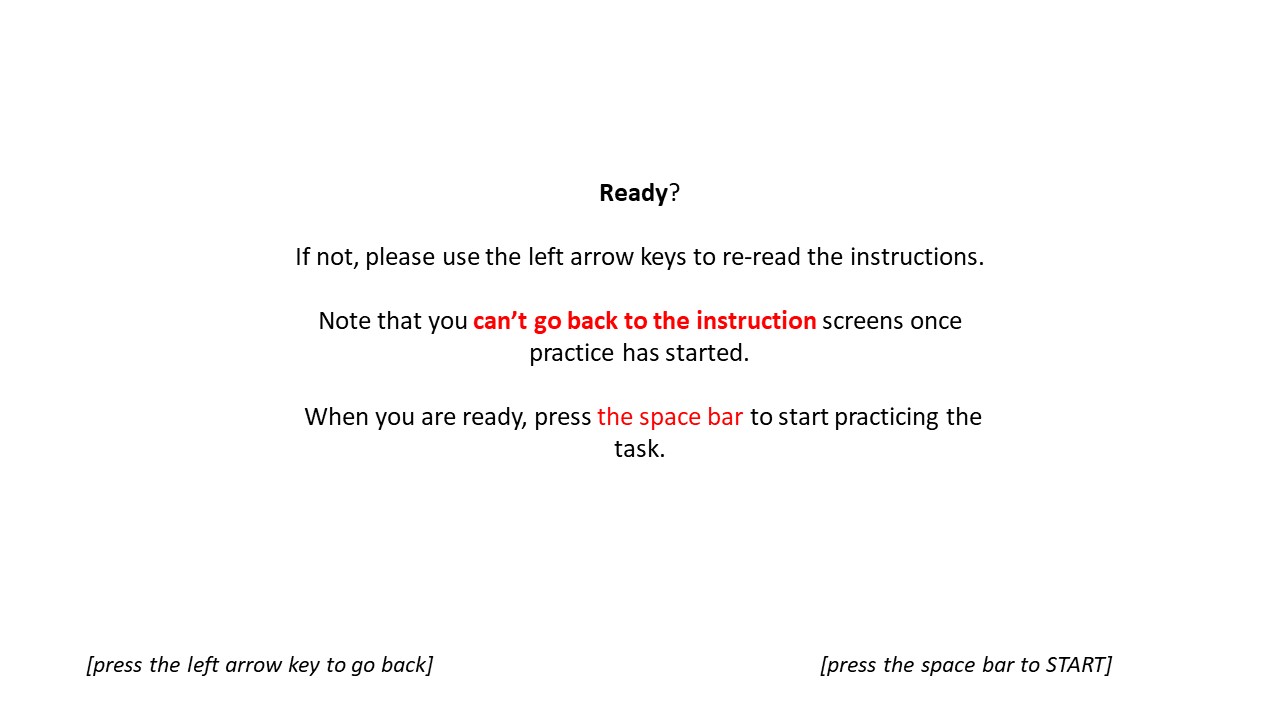 Ready?
If not, please use the left arrow keys to re-read the instructions.
Note that you can’t go back to the instruction screens once
practice has started.
When you are ready, press the space bar to start practicing the
task.
[press the left arrow key to go back]
[press the space bar to START]